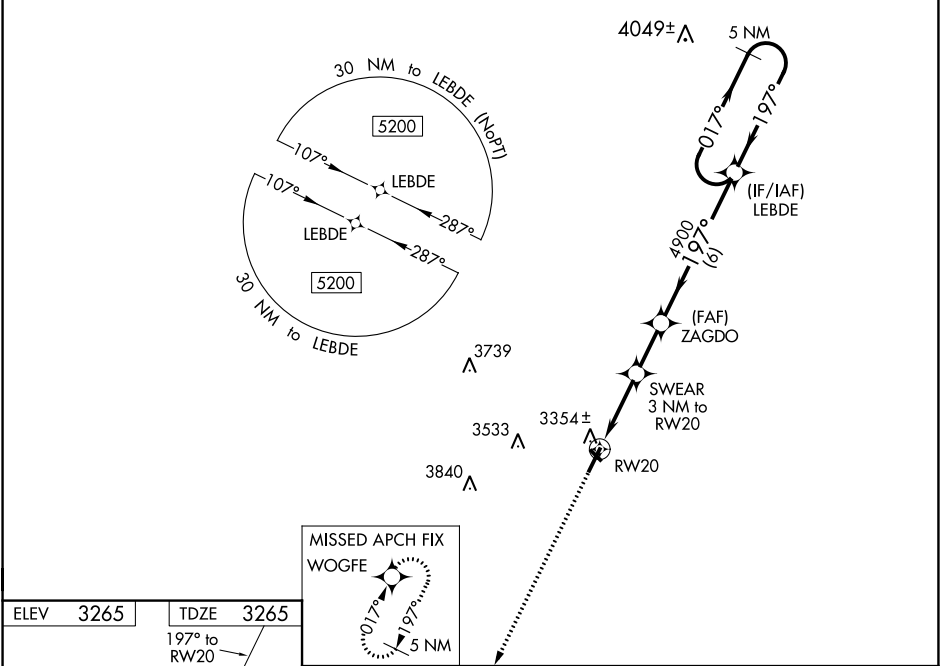 4049±
5 NM
30 NM to LEBDE (NoPT)
5200
107°
LEBDE
287°
017°
197°
(IF/IAF)
LEBDE
107°
LEBDE
287°
5200
30 NM to LEBDE
4900
197°
(6)
(FAF)
ZAGDO
3739
SWEAR
3 NM to
RW20
3533
3354±
RW20
3840
MISSED APCH FIX
WOGFE
017°
197°
5 NM
ELEV 3265
TDZE 3265
197° to
RW20